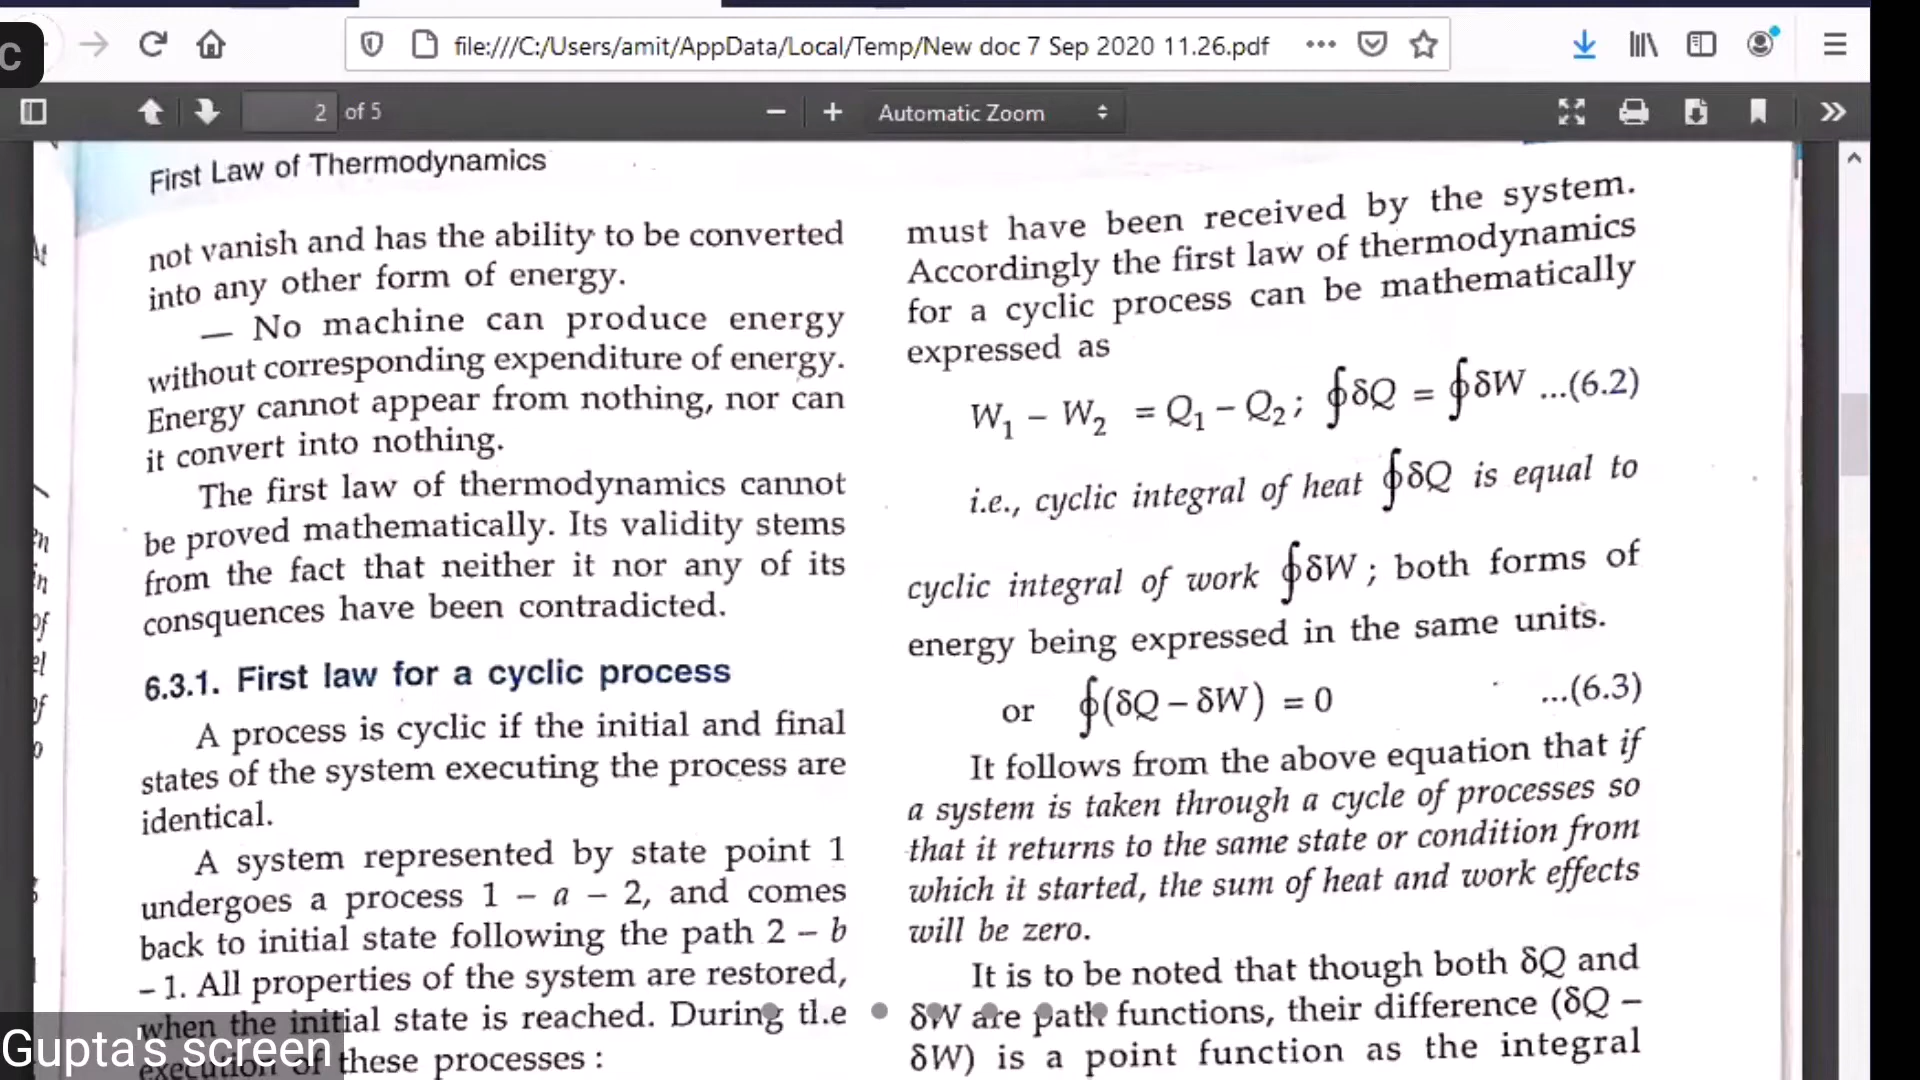 C
file:///C:/Users/amit/AppData/Local/Temp/New doc 7 Sep 2020 11.26.pdf
2 of 5
Automatic Zoom
First Law of Thermodynamics
not vanish and has the ability to be converted
into any other form of energy.
— No machine can produce energy
without corresponding expenditure of energy.
Energy cannot appear from nothing, nor can
it convert into nothing.
The first law of thermodynamics cannot
be proved mathematically. Its validity stems
from the fact that neither it nor any of its
consquences have been contradicted.
6.3.1. First law for a cyclic process
A process is cyclic if the initial and final
states of the system executing the process are
identical.
A system represented by state point 1
undergoes a process 1 – a – 2, and comes
back to initial state following the path 2 – b
– 1. All properties of the system are restored,
when the initial state is reached. During the
execution of these processes :
must have been received by the system.
Accordingly the first law of thermodynamics
for a cyclic process can be mathematically
expressed as
W₁ – W₂ = Q₁ – Q₂; ∮δQ = ∮δW ...(6.2)
i.e., cyclic integral of heat ∮δQ is equal to
cyclic integral of work ∮δW ; both forms of
energy being expressed in the same units.
or ∮(δQ – δW) = 0 ...(6.3)
It follows from the above equation that if
a system is taken through a cycle of processes so
that it returns to the same state or condition from
which it started, the sum of heat and work effects
will be zero.
It is to be noted that though both δQ and
δW are path functions, their difference (δQ –
δW) is a point function as the integral
Gupta's screen